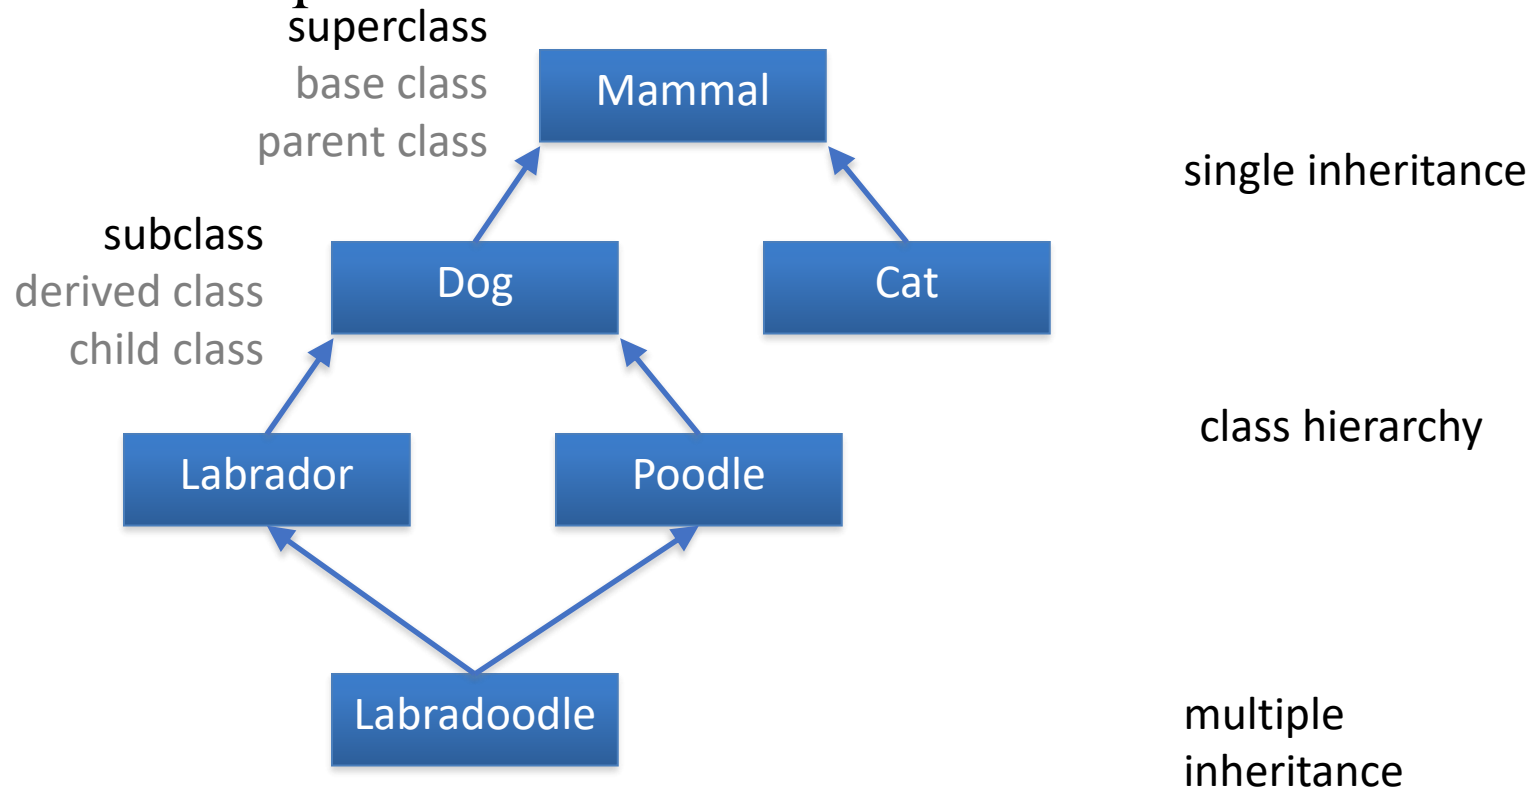 superclass
base class
parent class
Mammal
single inheritance
subclass
derived class
child class
Dog
Cat
class hierarchy
Labrador
Poodle
Labradoodle
multiple
inheritance